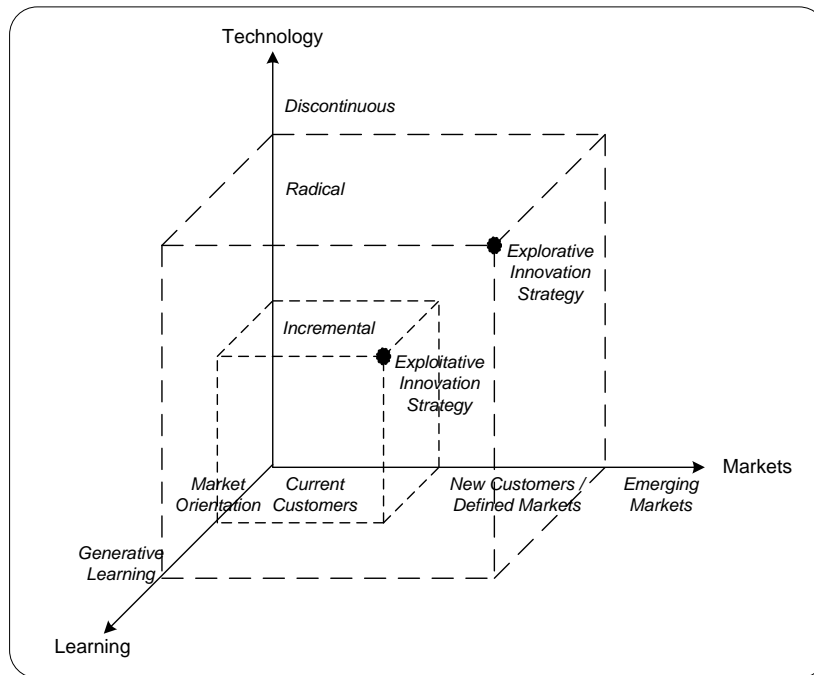 Technology
Discontinuous
Radical
Explorative
Innovation
Strategy
Incremental
Exploitative
Innovation
Strategy
Markets
Market
Orientation
Current
Customers
New Customers /
Defined Markets
Emerging
Markets
Generative
Learning
Learning